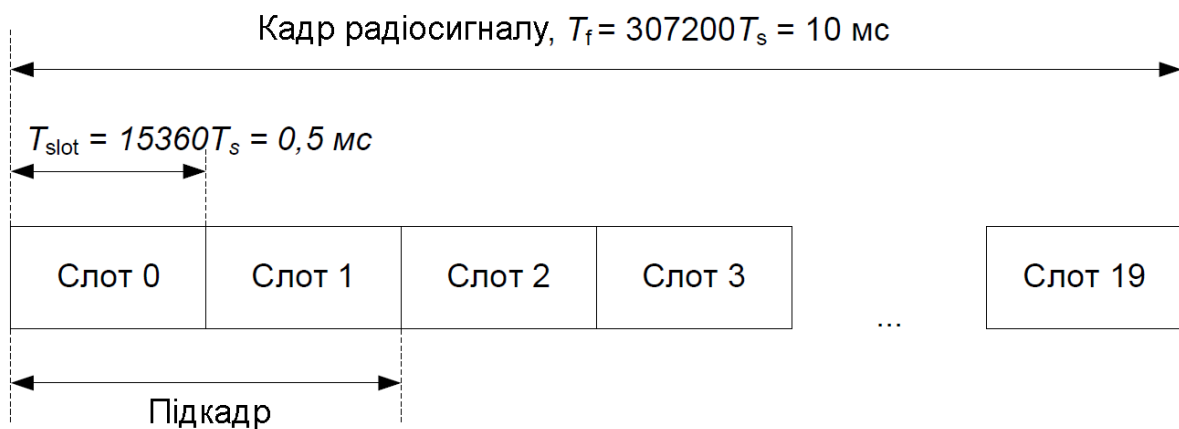 Кадр радіосигналу, Tf = 307200Ts = 10 мс
Tslot = 15360Ts = 0,5 мс
Слот 0 Слот 1 Слот 2 Слот 3 ... Слот 19
Підкадр